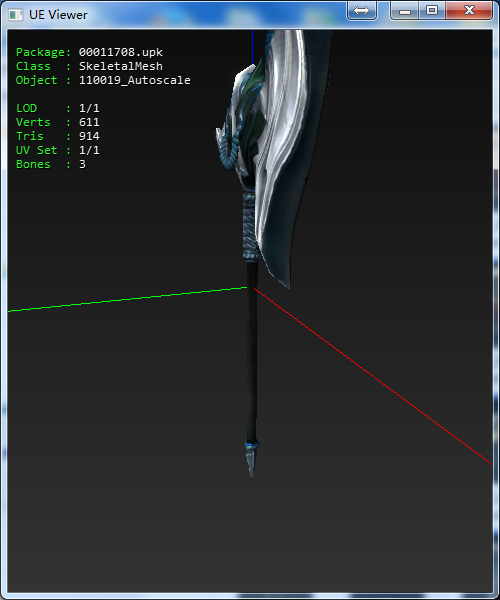 UE Viewer
Package: 00011708.upk
Class : SkeletalMesh
Object : 110019_Autoscale
LOD : 1/1
Verts : 611
Tris : 914
UV Set : 1/1
Bones : 3